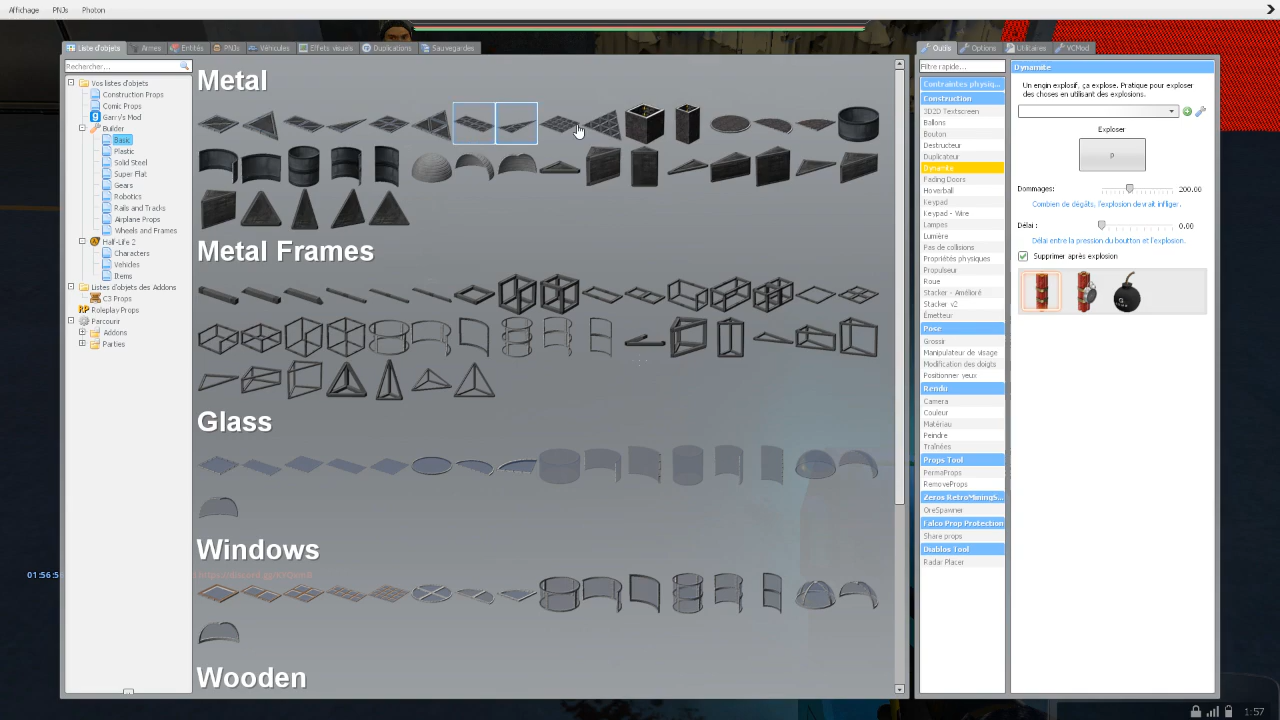 Affichage PNJs Photon
Liste d'objets Armes Entités PNJs Véhicules Effets visuels Duplications Sauvegardes
Rechercher...
Vos listes d'objets
Construction Props
Comic Props
Garry's Mod
Builder
Basic
Plastic
Solid Steel
Super Flat
Gears
Robotics
Rails and Tracks
Airplane Props
Wheels and Frames
Half-Life 2
Characters
Vehicles
Items
Listes d'objets des Addons
C3 Props
Roleplay Props
Parcourir
Addons
Parties
Metal
Metal Frames
Glass
Windows
Wooden
Outils Options Utilitaires VCMod
Filtre rapide...
Contraintes physiq...
Construction
3D2D Textscreen
Ballons
Bouton
Destructeur
Duplicateur
Dynamite
Fading Doors
Hoverball
Keypad
Keypad - Wire
Lampes
Lumière
Pas de collisions
Propriétés physiques
Propulseur
Roue
Stacker - Amélioré
Stacker v2
Émetteur
Pose
Grossir
Manipulateur de visage
Modification des doigts
Positionner yeux
Rendu
Camera
Couleur
Matériau
Peindre
Traînées
Props Tool
PermaProps
RemoveProps
Zeros RetroMiningS...
OreSpawner
Falco Prop Protection
Share props
Diablos Tool
Radar Placer
Dynamite
Un engin explosif, ça explose. Pratique pour exploser
des choses en utilisant des explosions.
Exploser
p
Dommages: 200.00
Combien de dégâts, l'explosion devrait infliger.
Délai : 0.00
Délai entre la pression du boutton et l'explosion.
Supprimer après explosion
01:56:5
1:57